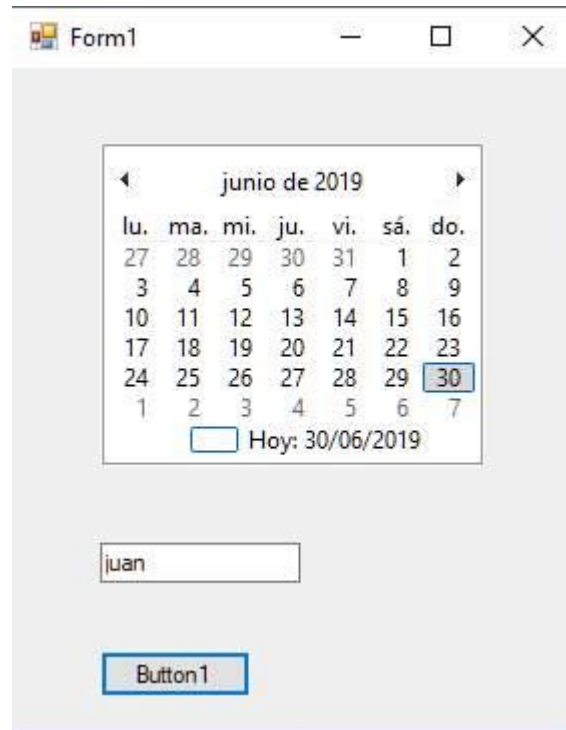 Form1
junio de 2019
lu. ma. mi. ju. vi. sá. do.
27 28 29 30 31 1 2
3 4 5 6 7 8 9
10 11 12 13 14 15 16
17 18 19 20 21 22 23
24 25 26 27 28 29 30
1 2 3 4 5 6 7
Hoy: 30/06/2019
juan
Button1